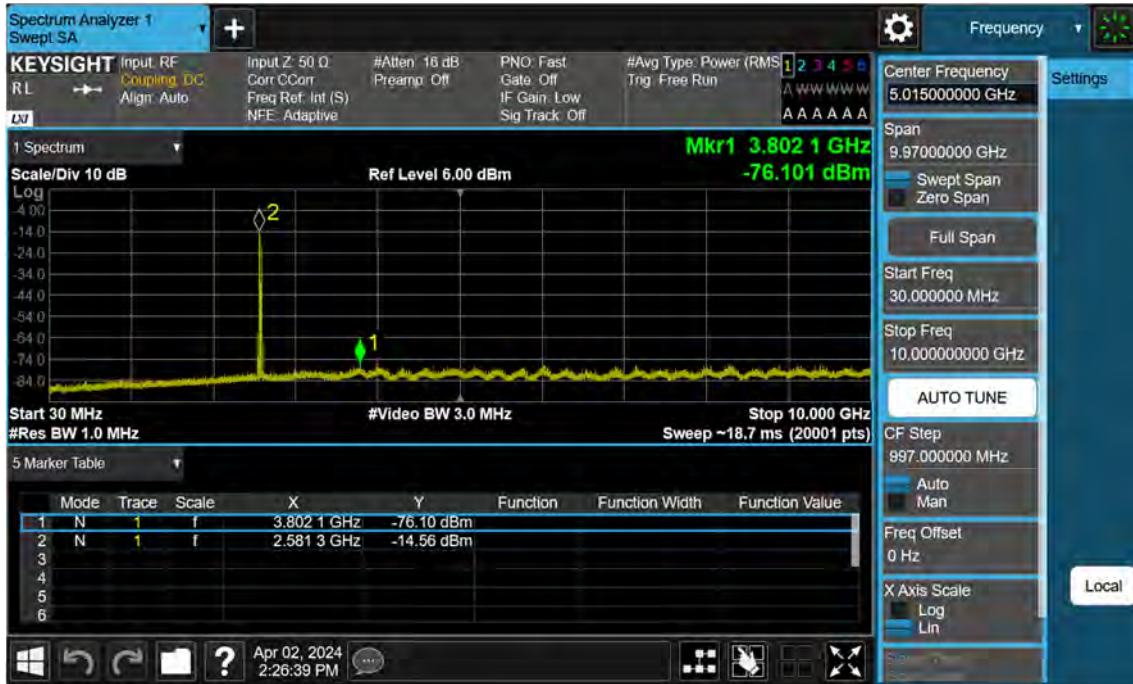 Spectrum Analyzer 1
Swept SA
+
Frequency
KEYSIGHT
RL
LXI
Input: RF
Coupling: DC
Align: Auto
Input Z: 50 Ω
Corr CCorr
Freq Ref: Int (S)
NFE: Adaptive
#Atten: 16 dB
Preamp: Off
PNO: Fast
Gate: Off
IF Gain: Low
Sig Track: Off
#Avg Type: Power (RMS
Trig: Free Run
1 2 3 4 5 6
A W W W W W
A A A A A A
1 Spectrum
Scale/Div 10 dB
Log
Ref Level 6.00 dBm
Mkr1 3.802 1 GHz
-76.101 dBm
-4.00
-14.0
-24.0
-34.0
-44.0
-54.0
-64.0
-74.0
-84.0
2
1
Start 30 MHz
#Res BW 1.0 MHz
#Video BW 3.0 MHz
Stop 10.000 GHz
Sweep ~18.7 ms (20001 pts)
5 Marker Table
Mode Trace Scale X Y Function Function Width Function Value
1 N 1 f 3.802 1 GHz -76.10 dBm
2 N 1 f 2.581 3 GHz -14.56 dBm
3
4
5
6
?
Apr 02, 2024
2:26:39 PM
Center Frequency
5.015000000 GHz
Settings
Span
9.97000000 GHz
Swept Span
Zero Span
Full Span
Start Freq
30.000000 MHz
Stop Freq
10.000000000 GHz
AUTO TUNE
CF Step
997.000000 MHz
Auto
Man
Freq Offset
0 Hz
X Axis Scale
Log
Lin
Local